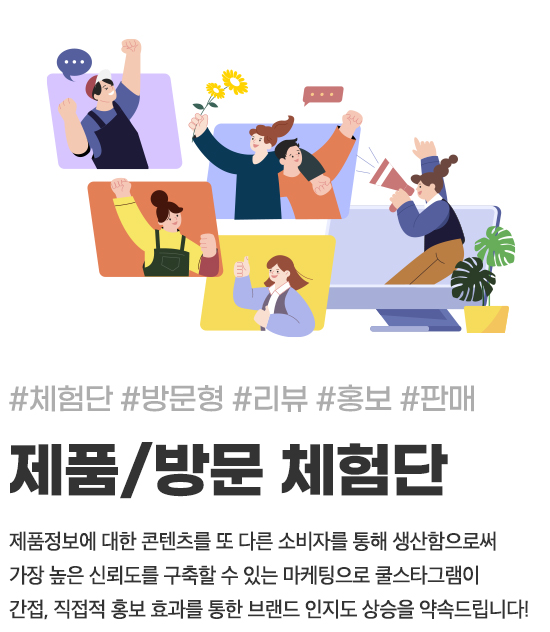 #체험단 #방문형 #리뷰 #홍보 #판매
제품/방문 체험단
제품정보에 대한 콘텐츠를 또 다른 소비자를 통해 생산함으로써
가장 높은 신뢰도를 구축할 수 있는 마케팅으로 쿨스타그램이
간접, 직접적 홍보 효과를 통한 브랜드 인지도 상승을 약속드립니다!